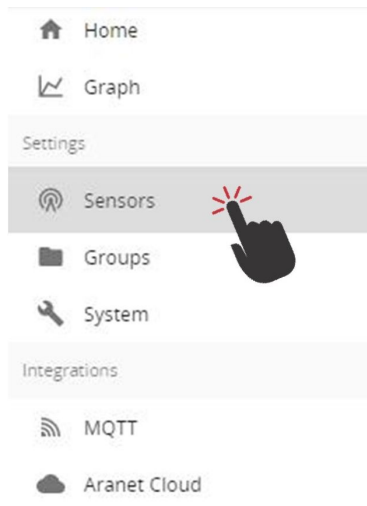 Home
Graph
Settings
Sensors
Groups
System
Integrations
MQTT
Aranet Cloud